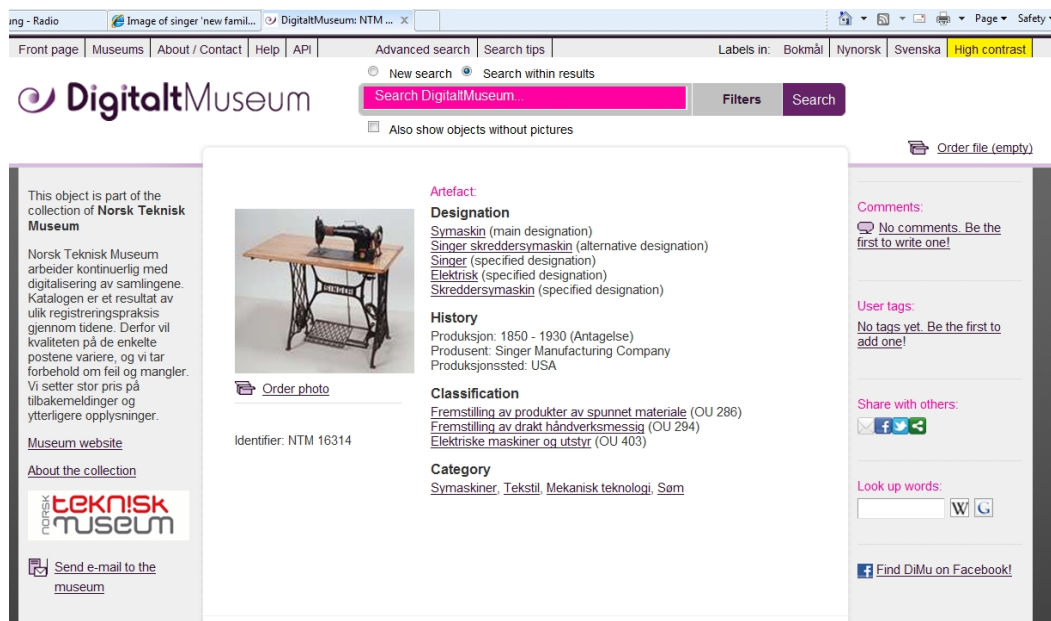 ung - Radio
Image of singer 'new famil...
DigitaltMuseum: NTM ...
Page
Safety
Front page
Museums
About / Contact
Help
API
Advanced search
Search tips
Labels in:
Bokmål
Nynorsk
Svenska
High contrast
New search
Search within results
DigitaltMuseum
Search DigitaltMuseum...
Filters
Search
Also show objects without pictures
Order file (empty)
This object is part of the
collection of Norsk Teknisk
Museum
Norsk Teknisk Museum
arbeider kontinuerlig med
digitalisering av samlingene.
Katalogen er et resultat av
ulik registreringspraksis
gjennom tidene. Derfor vil
kvaliteten på de enkelte
postene variere, og vi tar
forbehold om feil og mangler.
Vi setter stor pris på
tilbakemeldinger og
ytterligere opplysninger.
Museum website
About the collection
NORSK
teknisk
museum
Send e-mail to the
museum
SINGER
Order photo
Identifier: NTM 16314
Artefact:
Designation
Symaskin (main designation)
Singer skreddersymaskin (alternative designation)
Singer (specified designation)
Elektrisk (specified designation)
Skreddersymaskin (specified designation)
History
Produksjon: 1850 - 1930 (Antagelse)
Produsent: Singer Manufacturing Company
Produksjonssted: USA
Classification
Fremstilling av produkter av spunnet materiale (OU 286)
Fremstilling av drakt håndverksmessig (OU 294)
Elektriske maskiner og utstyr (OU 403)
Category
Symaskiner, Tekstil, Mekanisk teknologi, Søm
Comments:
No comments. Be the
first to write one!
User tags:
No tags yet. Be the first to
add one!
Share with others:
Look up words:
W G
Find DiMu on Facebook!